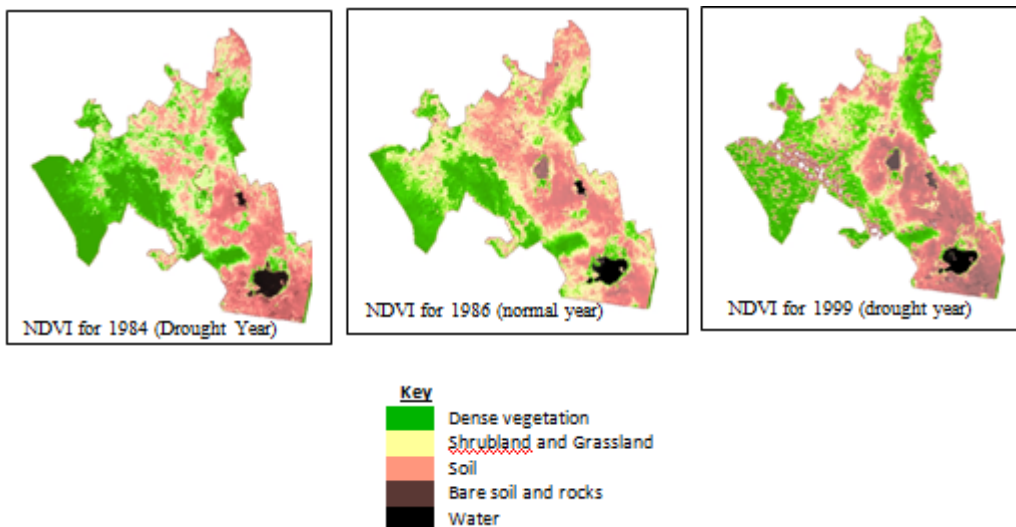 NDVI for 1984 (Drought Year)
NDVI for 1986 (normal year)
NDVI for 1999 (drought year)
Key
Dense vegetation
Shrubland and Grassland
Soil
Bare soil and rocks
Water